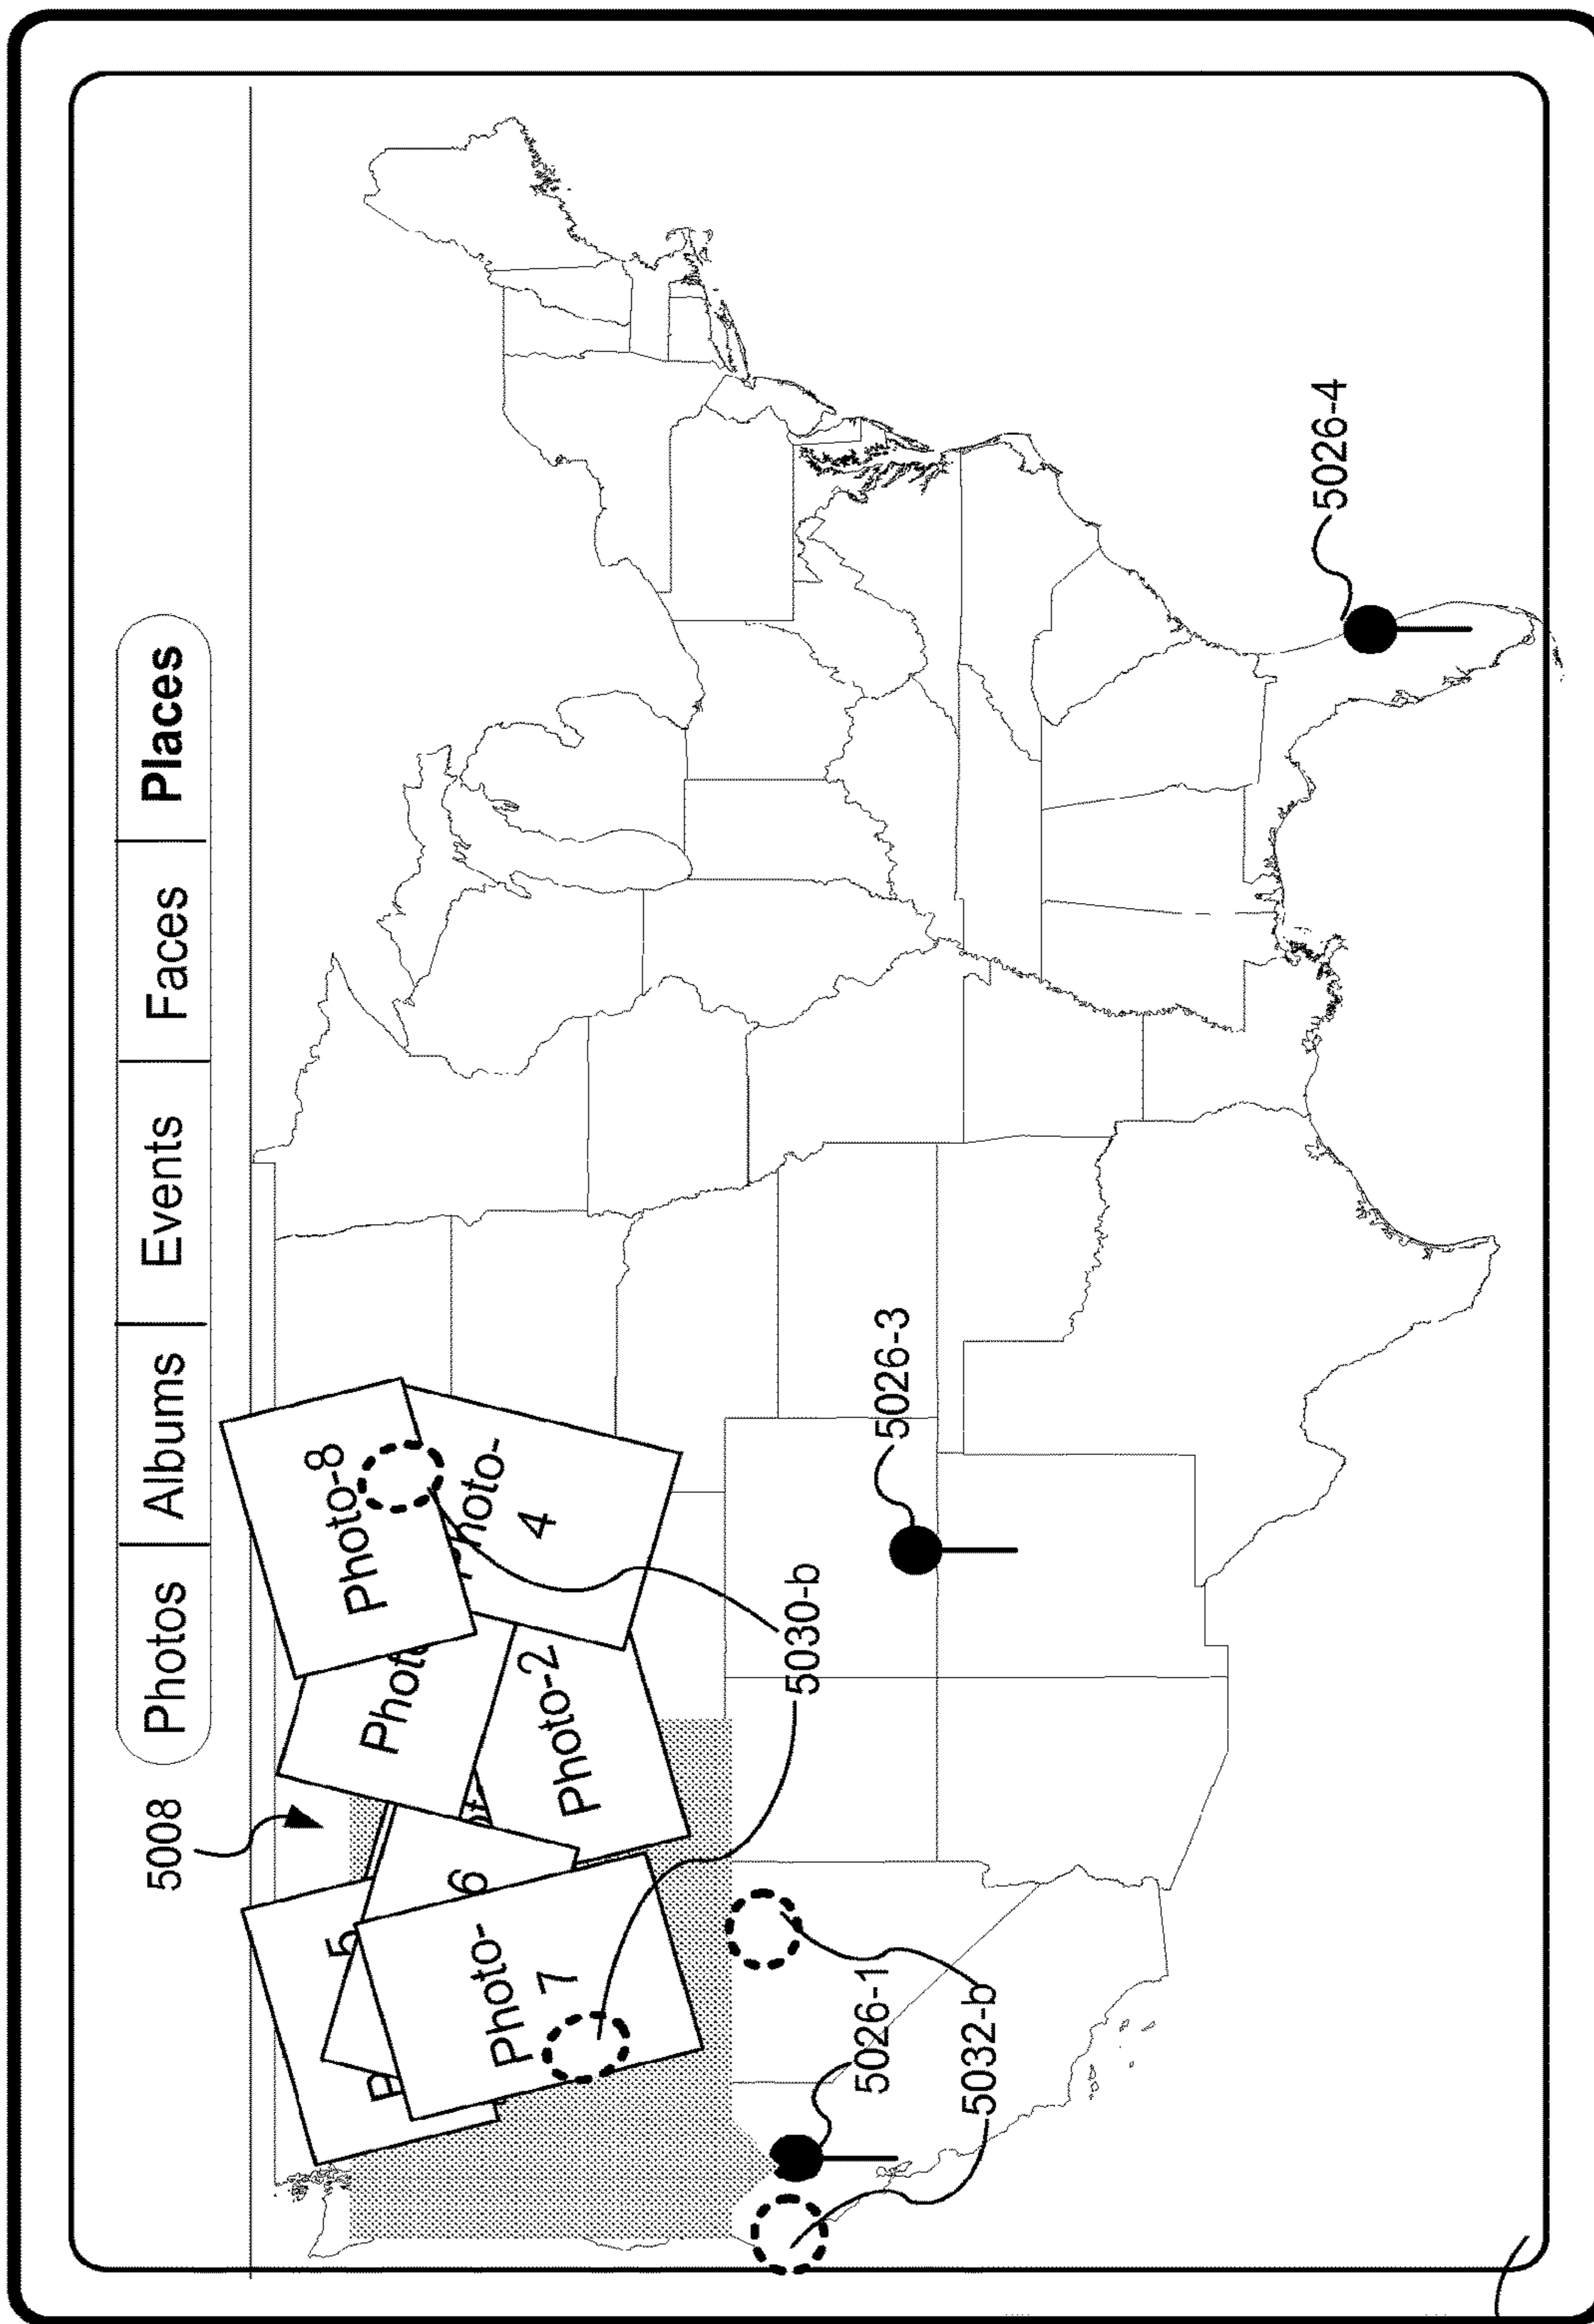 Photos
Albums
Events
Faces
Places
5008
Photo-8
Photo-
4
Photo-2
5
6
Photo-
7
5030-b
5026-3
5026-4
5026-1
5032-b